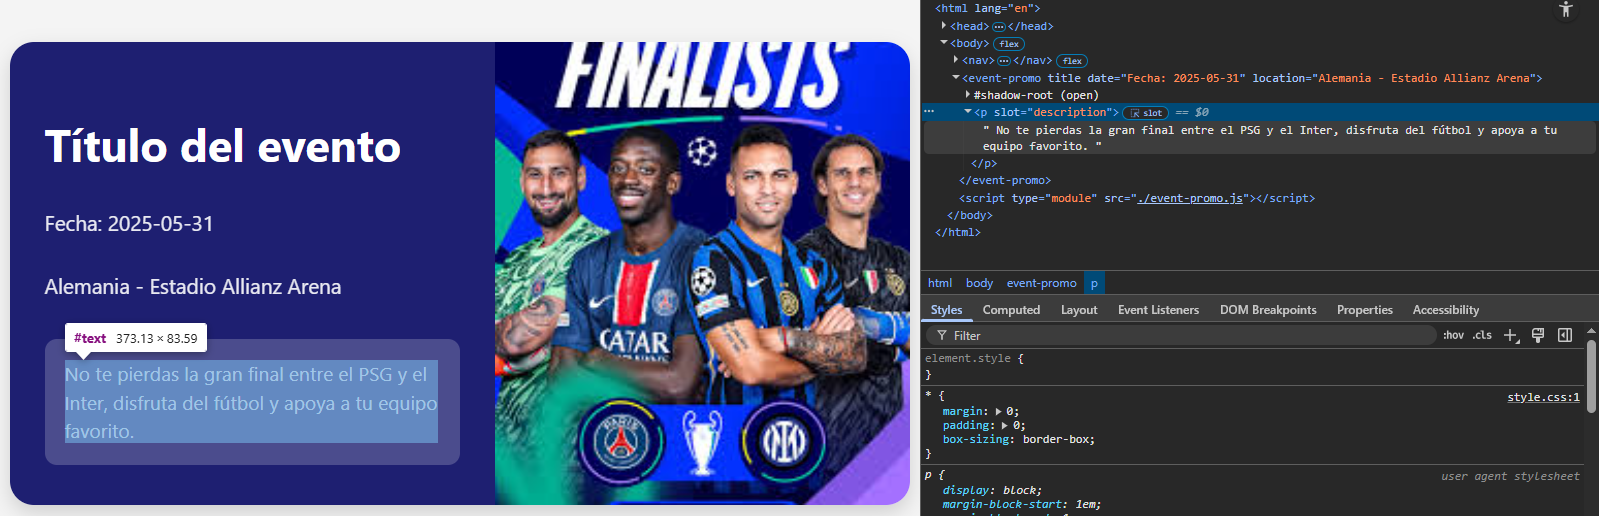 FINALISTS
Título del evento
Fecha: 2025-05-31
Alemania - Estadio Allianz Arena
#text 373.13 × 83.59
No te pierdas la gran final entre el PSG y el
Inter, disfruta del fútbol y apoya a tu equipo
favorito.
QATAR
PARIS
<html lang="en">
<head> ⋯ </head>
<body> flex
<nav> ⋯ </nav> flex
<event-promo title date="Fecha: 2025-05-31" location="Alemania - Estadio Allianz Arena">
#shadow-root (open)
⋯ <p slot="description"> slot == $0
" No te pierdas la gran final entre el PSG y el Inter, disfruta del fútbol y apoya a tu
equipo favorito. "
</p>
</event-promo>
<script type="module" src="./event-promo.js"></script>
</body>
</html>
html body event-promo p
Styles Computed Layout Event Listeners DOM Breakpoints Properties Accessibility
Filter :hov .cls
element.style {
}
* { style.css:1
margin: 0;
padding: 0;
box-sizing: border-box;
}
p { user agent stylesheet
display: block;
margin-block-start: 1em;